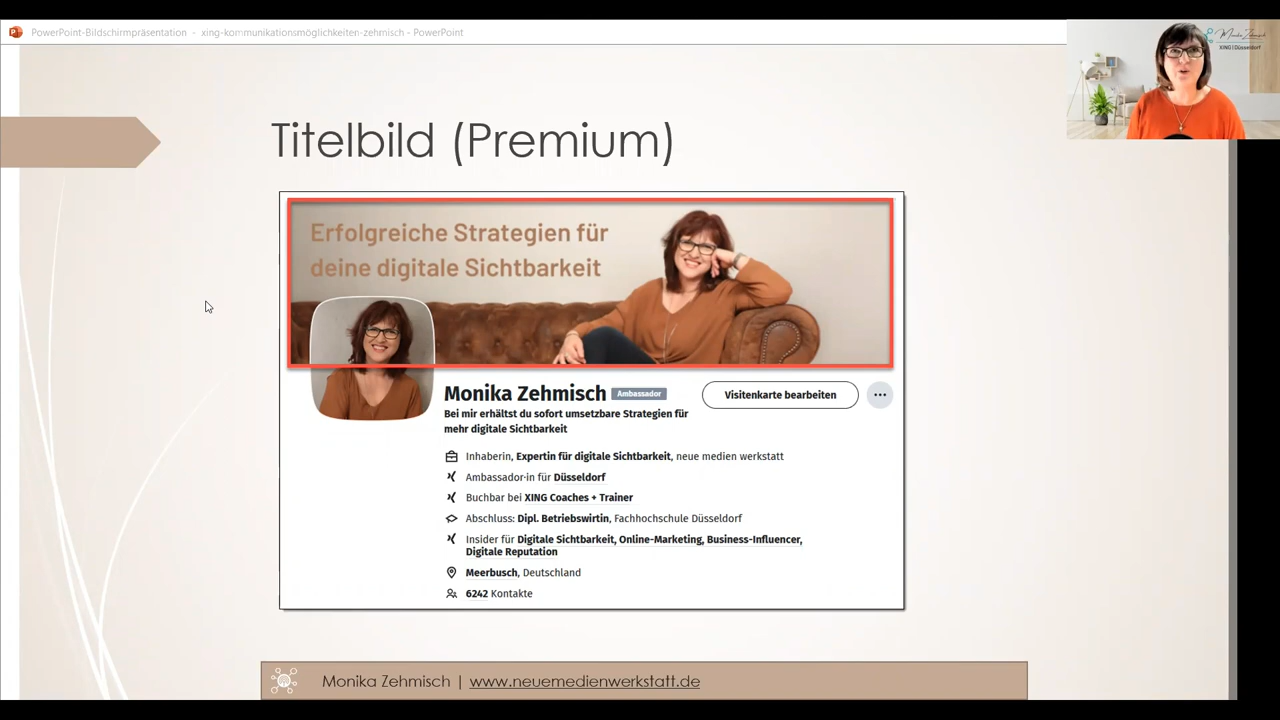 PowerPoint-Bildschirmpräsentation - xing-kommunikationsmöglichkeiten-zehmisch - PowerPoint
Monika Zehmisch
XING | Düsseldorf
Titelbild (Premium)
Erfolgreiche Strategien für
deine digitale Sichtbarkeit
Monika Zehmisch Ambassador
Visitenkarte bearbeiten
Bei mir erhältst du sofort umsetzbare Strategien für
mehr digitale Sichtbarkeit
Inhaberin, Expertin für digitale Sichtbarkeit, neue medien werkstatt
Ambassador·in für Düsseldorf
Buchbar bei XING Coaches + Trainer
Abschluss: Dipl. Betriebswirtin, Fachhochschule Düsseldorf
Insider für Digitale Sichtbarkeit, Online-Marketing, Business-Influencer,
Digitale Reputation
Meerbusch, Deutschland
6242 Kontakte
Monika Zehmisch | www.neuemedienwerkstatt.de